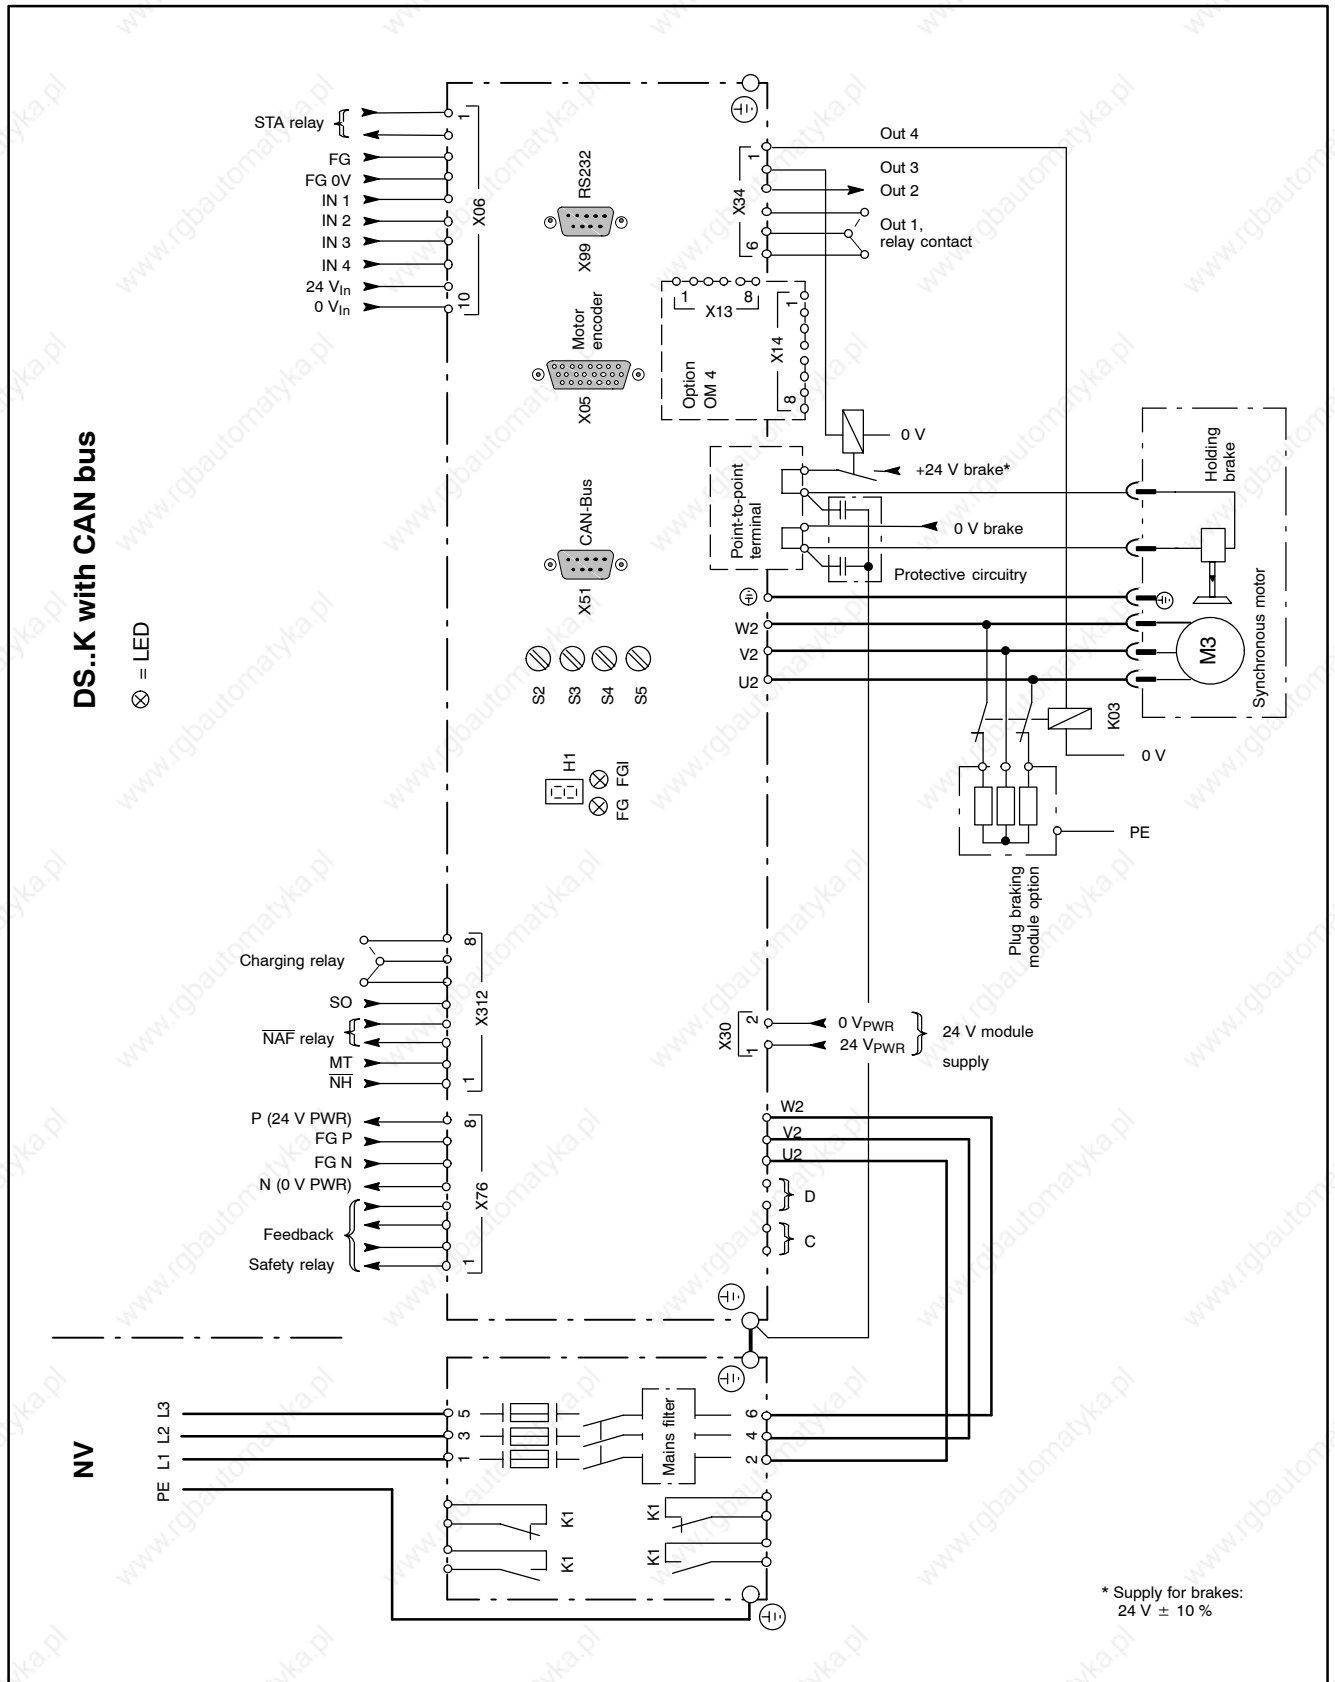 DS..K with CAN bus
⊗ = LED
STA relay
FG
FG 0V
IN 1
IN 2
IN 3
IN 4
24 VIn
0 VIn
1
X06
10
RS232
X99
Motor
encoder
X05
CAN-Bus
X51
S2
S3
S4
S5
H1
FG
FGI
1
X34
6
Out 4
Out 3
Out 2
Out 1,
relay contact
1
8
X13
1
X14
8
Option
OM 4
0 V
+24 V brake*
Point-to-point
terminal
0 V brake
Protective circuitry
Holding
brake
W2
V2
U2
M3
Synchronous motor
K03
0 V
PE
Plug braking
module option
Charging relay
SO
NAF relay
MT
NH
8
X312
1
P (24 V PWR)
FG P
FG N
N (0 V PWR)
Feedback
Safety relay
8
X76
1
X30
2
1
0 VPWR
24 VPWR
24 V module
supply
W2
V2
U2
D
C
NV
L3
L2
L1
PE
5
3
1
Mains filter
6
4
2
K1
K1
K1
K1
* Supply for brakes:
24 V ± 10 %
www.rgbautomatyka.pl